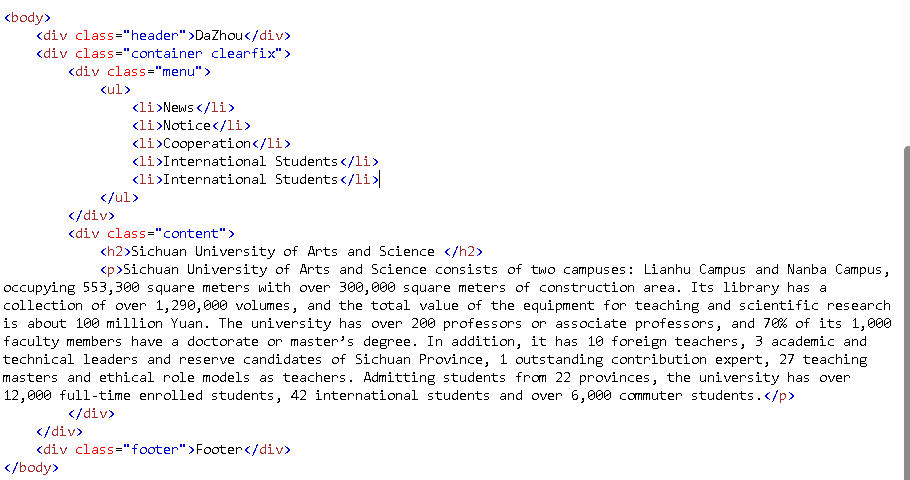 <body>
<div class="header">DaZhou</div>
<div class="container clearfix">
<div class="menu">
<ul>
<li>News</li>
<li>Notice</li>
<li>Cooperation</li>
<li>International Students</li>
<li>International Students</li>
</ul>
</div>
<div class="content">
<h2>Sichuan University of Arts and Science </h2>
<p>Sichuan University of Arts and Science consists of two campuses: Lianhu Campus and Nanba Campus,
occupying 553,300 square meters with over 300,000 square meters of construction area. Its library has a
collection of over 1,290,000 volumes, and the total value of the equipment for teaching and scientific research
is about 100 million Yuan. The university has over 200 professors or associate professors, and 70% of its 1,000
faculty members have a doctorate or master’s degree. In addition, it has 10 foreign teachers, 3 academic and
technical leaders and reserve candidates of Sichuan Province, 1 outstanding contribution expert, 27 teaching
masters and ethical role models as teachers. Admitting students from 22 provinces, the university has over
12,000 full-time enrolled students, 42 international students and over 6,000 commuter students.</p>
</div>
</div>
<div class="footer">Footer</div>
</body>